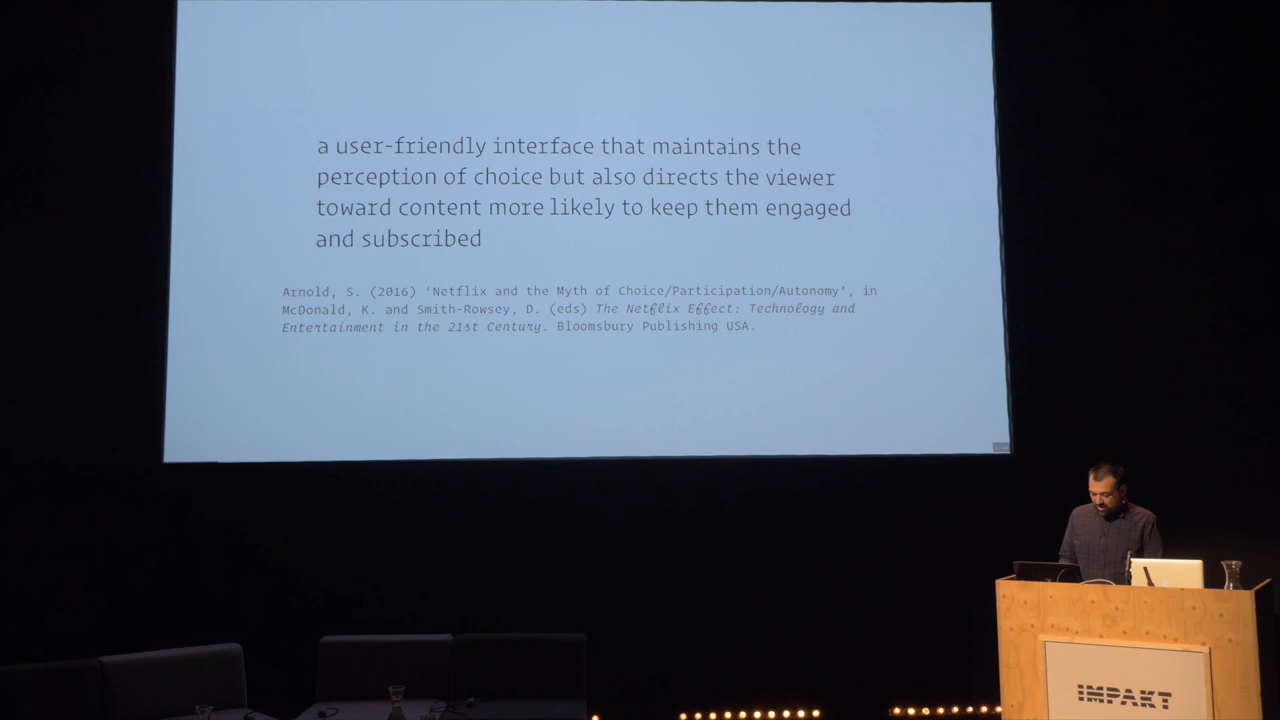 a user-friendly interface that maintains the
perception of choice but also directs the viewer
toward content more likely to keep them engaged
and subscribed
Arnold, S. (2016) ‘Netflix and the Myth of Choice/Participation/Autonomy’, in
McDonald, K. and Smith-Rowsey, D. (eds) The Netflix Effect: Technology and
Entertainment in the 21st Century. Bloomsbury Publishing USA.
IMPAKT